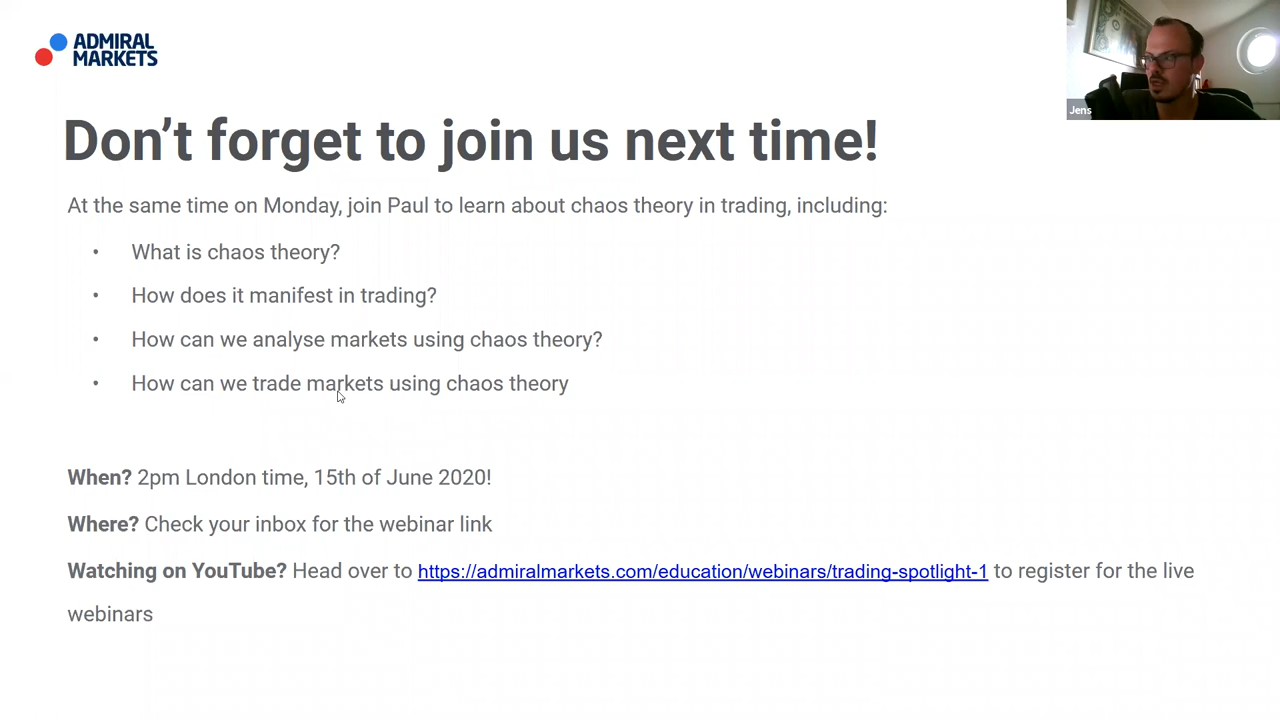 ADMIRAL
MARKETS
Jens
Don't forget to join us next time!
At the same time on Monday, join Paul to learn about chaos theory in trading, including:
• What is chaos theory?
• How does it manifest in trading?
• How can we analyse markets using chaos theory?
• How can we trade markets using chaos theory
When? 2pm London time, 15th of June 2020!
Where? Check your inbox for the webinar link
Watching on YouTube? Head over to https://admiralmarkets.com/education/webinars/trading-spotlight-1 to register for the live
webinars